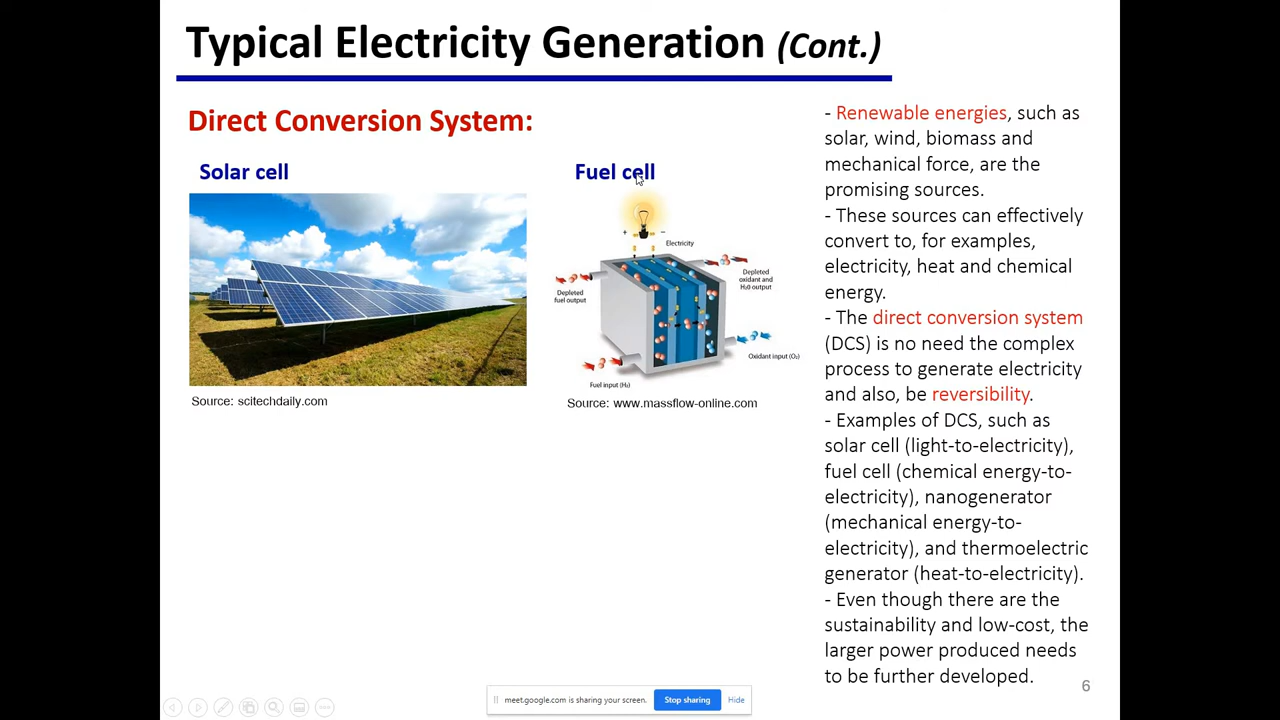 Typical Electricity Generation (Cont.)
Direct Conversion System:
Solar cell
Source: scitechdaily.com
Fuel cell
+
−
Electricity
Depleted
fuel output
Depleted
oxidant and
H₂0 output
Oxidant input (O₂)
Fuel input (H₂)
Source: www.massflow-online.com
- Renewable energies, such as
solar, wind, biomass and
mechanical force, are the
promising sources.
- These sources can effectively
convert to, for examples,
electricity, heat and chemical
energy.
- The direct conversion system
(DCS) is no need the complex
process to generate electricity
and also, be reversibility.
- Examples of DCS, such as
solar cell (light-to-electricity),
fuel cell (chemical energy-to-
electricity), nanogenerator
(mechanical energy-to-
electricity), and thermoelectric
generator (heat-to-electricity).
- Even though there are the
sustainability and low-cost, the
larger power produced needs
to be further developed.
6
meet.google.com is sharing your screen. Stop sharing Hide